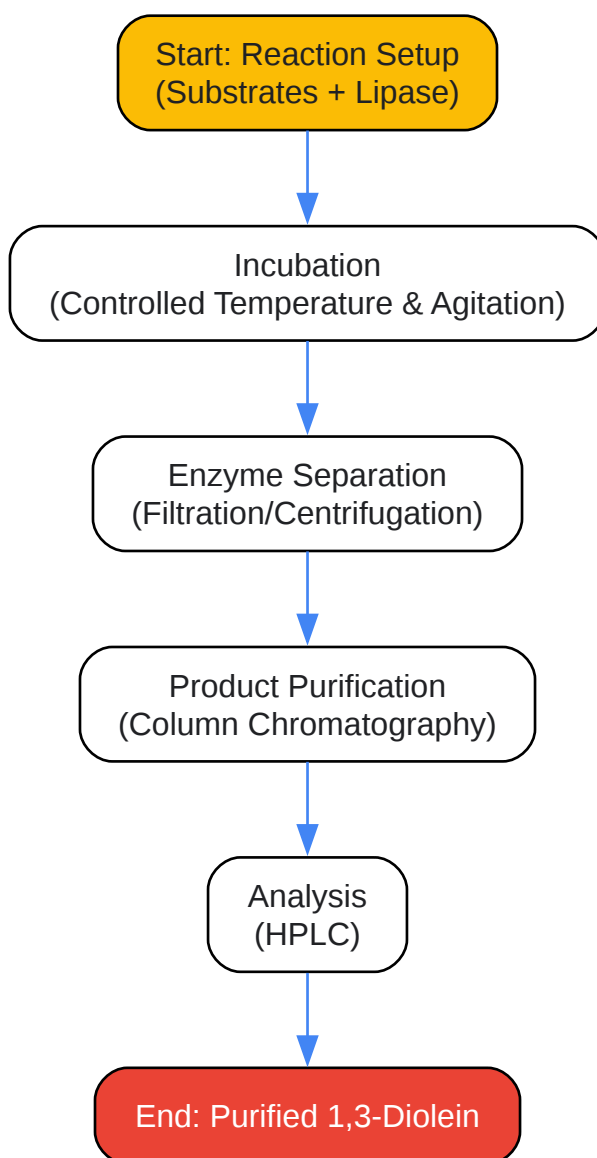 Start: Reaction Setup
(Substrates + Lipase)
Incubation
(Controlled Temperature & Agitation)
Enzyme Separation
(Filtration/Centrifugation)
Product Purification
(Column Chromatography)
Analysis
(HPLC)
End: Purified 1,3-Diolein